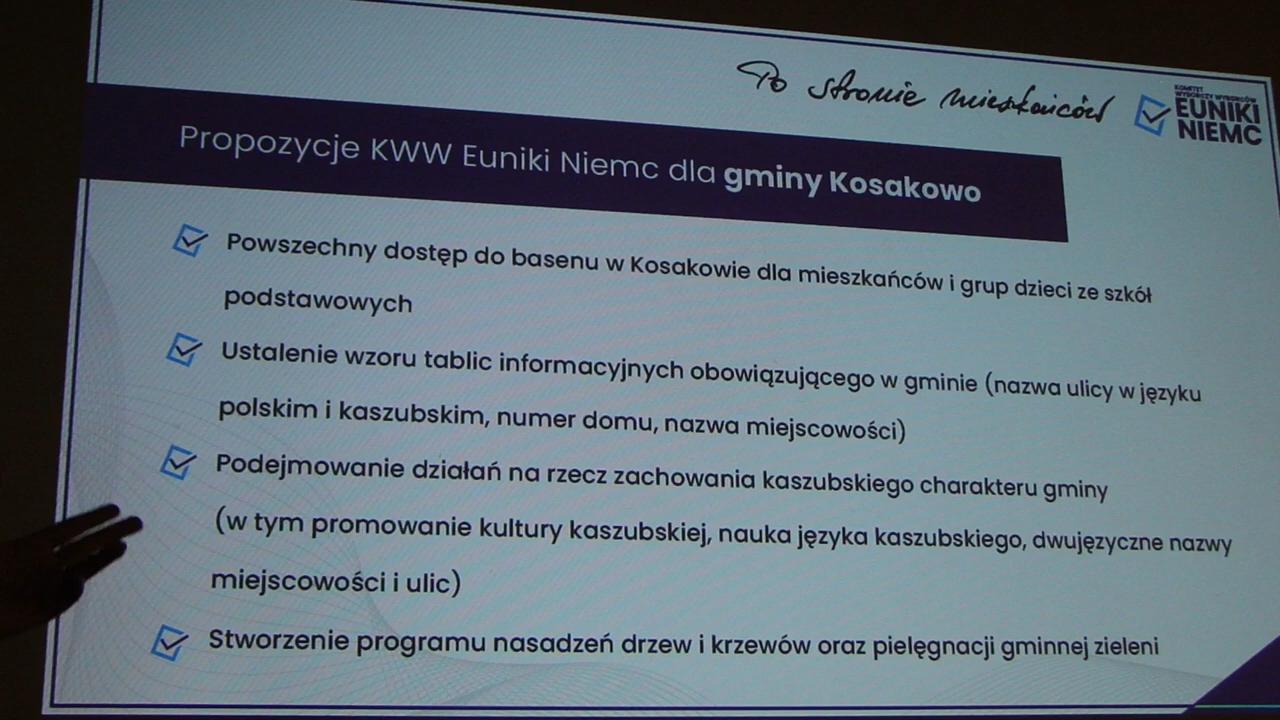 Po stronie mieszkańców
KOMITET
WYBORCZY WYBORCÓW
EUNIKI
NIEMC
Propozycje KWW Euniki Niemc dla gminy Kosakowo
Powszechny dostęp do basenu w Kosakowie dla mieszkańców i grup dzieci ze szkół
podstawowych
Ustalenie wzoru tablic informacyjnych obowiązującego w gminie (nazwa ulicy w języku
polskim i kaszubskim, numer domu, nazwa miejscowości)
Podejmowanie działań na rzecz zachowania kaszubskiego charakteru gminy
(w tym promowanie kultury kaszubskiej, nauka języka kaszubskiego, dwujęzyczne nazwy
miejscowości i ulic)
Stworzenie programu nasadzeń drzew i krzewów oraz pielęgnacji gminnej zieleni